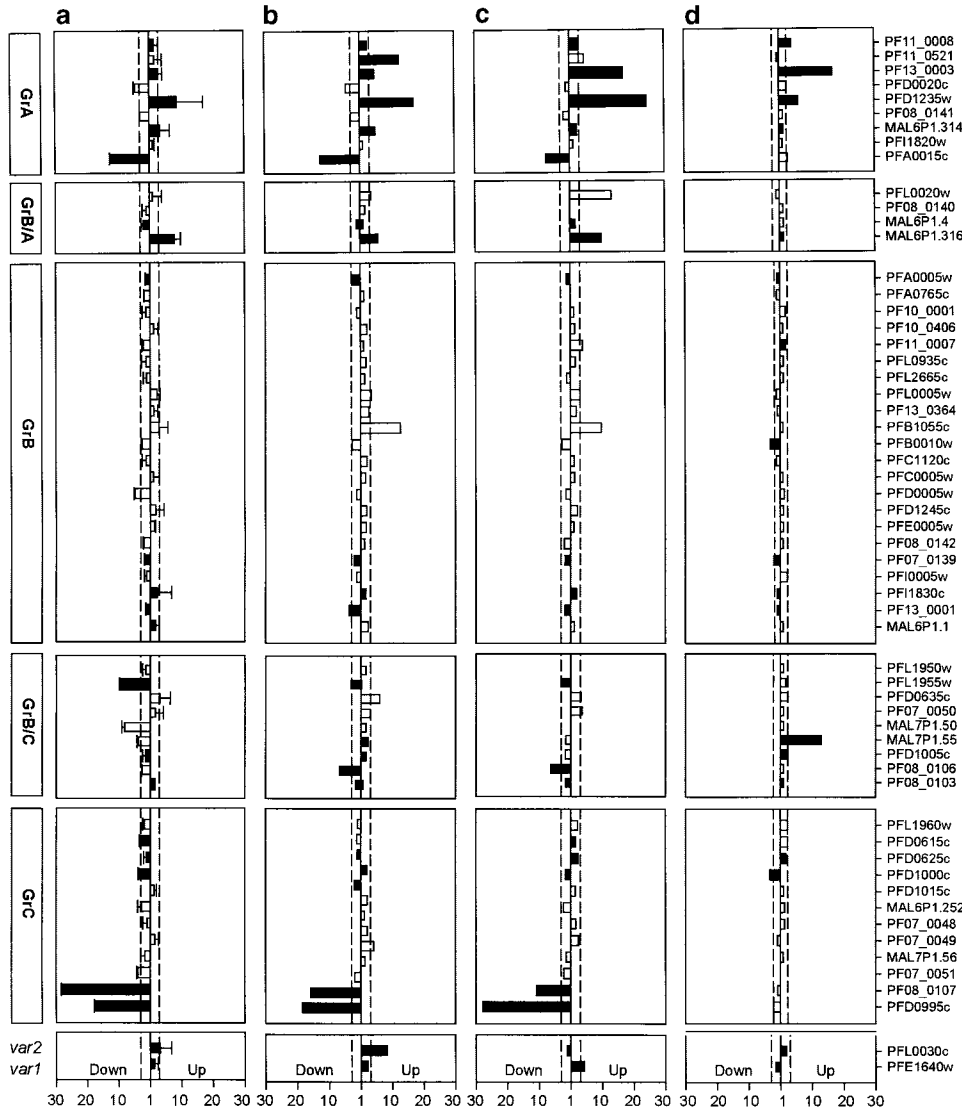 a b c d
GrA
PF11_0008
PF11_0521
PF13_0003
PFD0020c
PFD1235w
PF08_0141
MAL6P1.314
PFI1820w
PFA0015c
GrB/A
PFL0020w
PF08_0140
MAL6P1.4
MAL6P1.316
GrB
PFA0005w
PFA0765c
PF10_0001
PF10_0406
PF11_0007
PFL0935c
PFL2665c
PFL0005w
PF13_0364
PFB1055c
PFB0010w
PFC1120c
PFC0005w
PFD0005w
PFD1245c
PFE0005w
PF08_0142
PF07_0139
PFI0005w
PFI1830c
PF13_0001
MAL6P1.1
GrB/C
PFL1950w
PFL1955w
PFD0635c
PF07_0050
MAL7P1.50
MAL7P1.55
PFD1005c
PF08_0106
PF08_0103
GrC
PFL1960w
PFD0615c
PFD0625c
PFD1000c
PFD1015c
MAL6P1.252
PF07_0048
PF07_0049
MAL7P1.56
PF07_0051
PF08_0107
PFD0995c
var2 PFL0030c
var1 Down Up Down Up Down Up Down Up PFE1640w
30 20 10 1 10 20 30 30 20 10 1 10 20 30 30 20 10 1 10 20 30 30 20 10 1 10 20 30